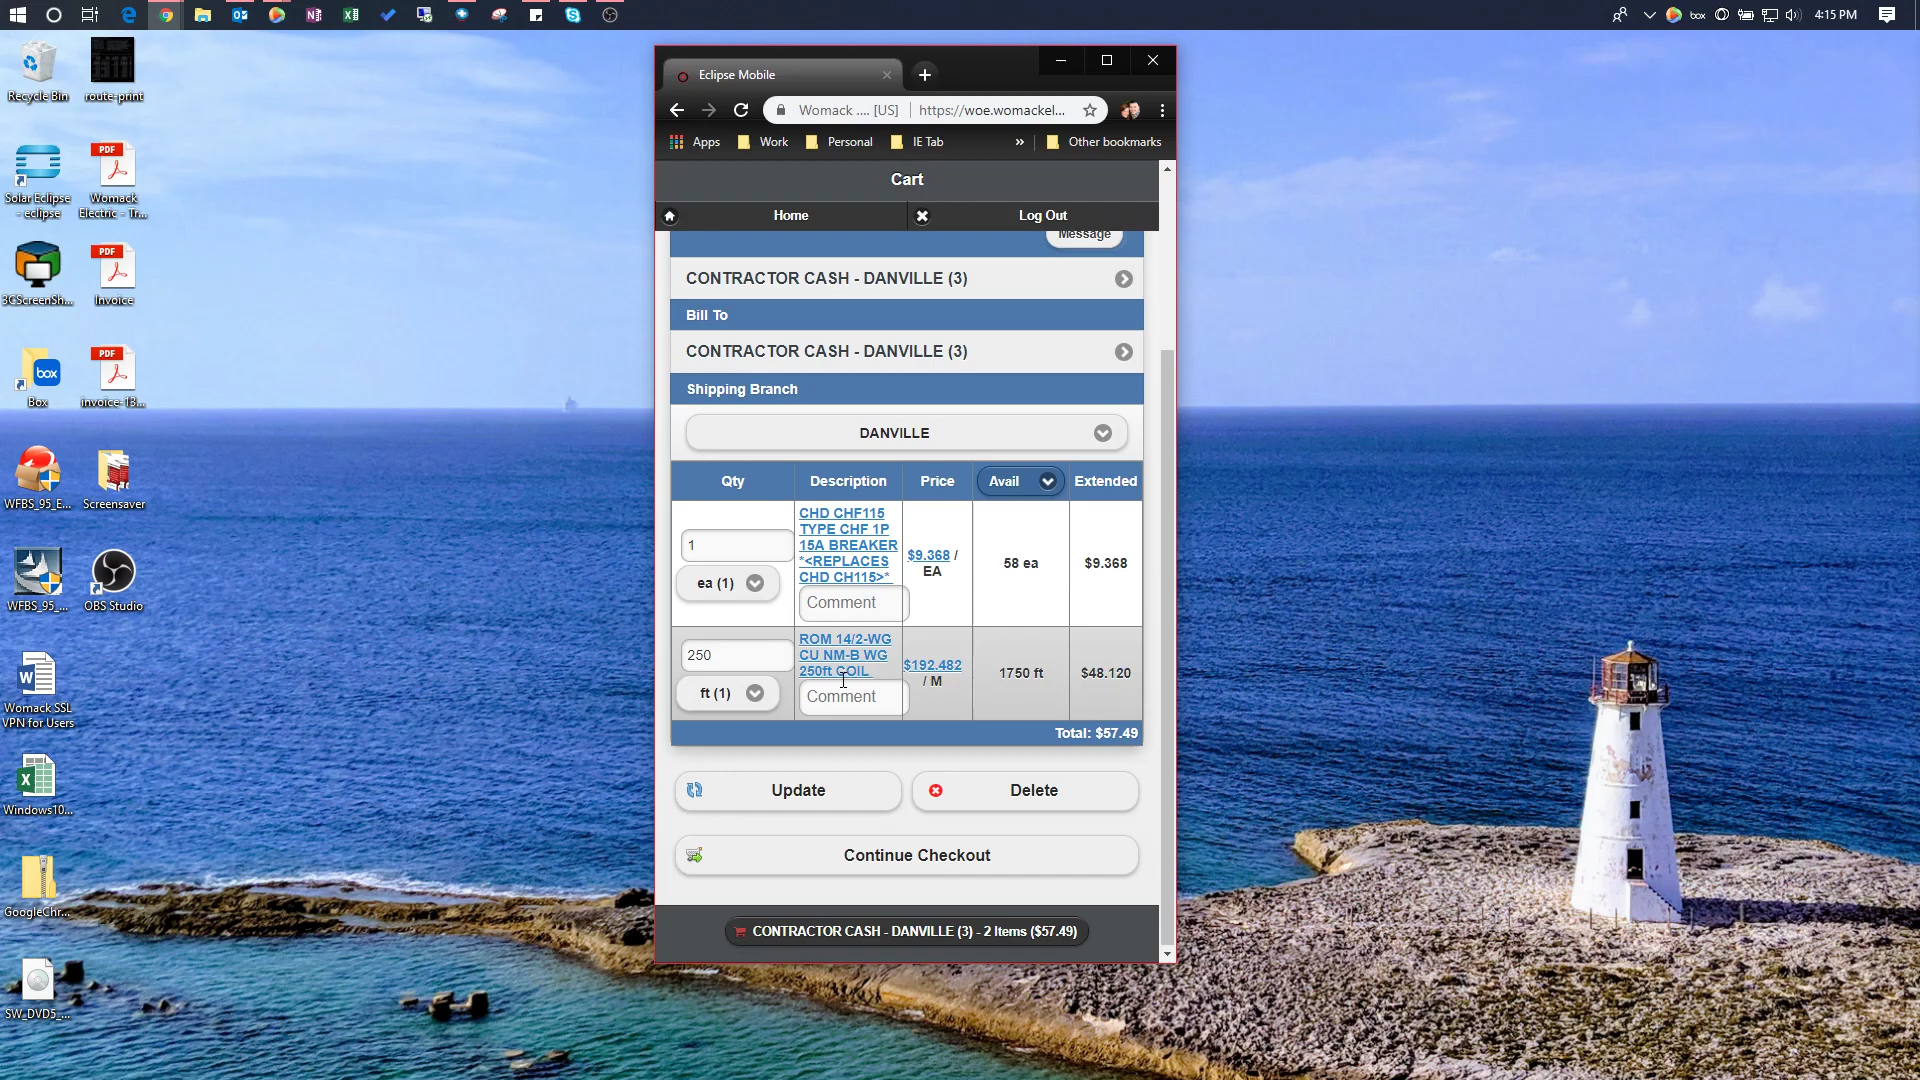 4:15 PM
box
Recycle Bin
route-print
Solar Eclipse
- eclipse
PDF
Womack
Electric - Tr...
3CScreenSh...
PDF
Invoice
box
Box
PDF
invoice-13...
WFBS_95_E...
Screensaver
WFBS_95_...
OBS Studio
Womack SSL
VPN for Users
Windows10...
GoogleChr...
SW_DVD5_...
Eclipse Mobile
Womack .... [US]
https://woe.womackel...
Apps
Work
Personal
IE Tab
»
Other bookmarks
Cart
Home
Log Out
Message
CONTRACTOR CASH - DANVILLE (3)
Bill To
CONTRACTOR CASH - DANVILLE (3)
Shipping Branch
DANVILLE
Qty Description Price Avail Extended
1
ea (1)
CHD CHF115
TYPE CHF 1P
15A BREAKER
*<REPLACES
CHD CH115>*
Comment
$9.368 /
EA
58 ea
$9.368
250
ft (1)
ROM 14/2-WG
CU NM-B WG
250ft COIL
Comment
$192.482
/ M
1750 ft
$48.120
Total: $57.49
Update
Delete
Continue Checkout
CONTRACTOR CASH - DANVILLE (3) - 2 Items ($57.49)